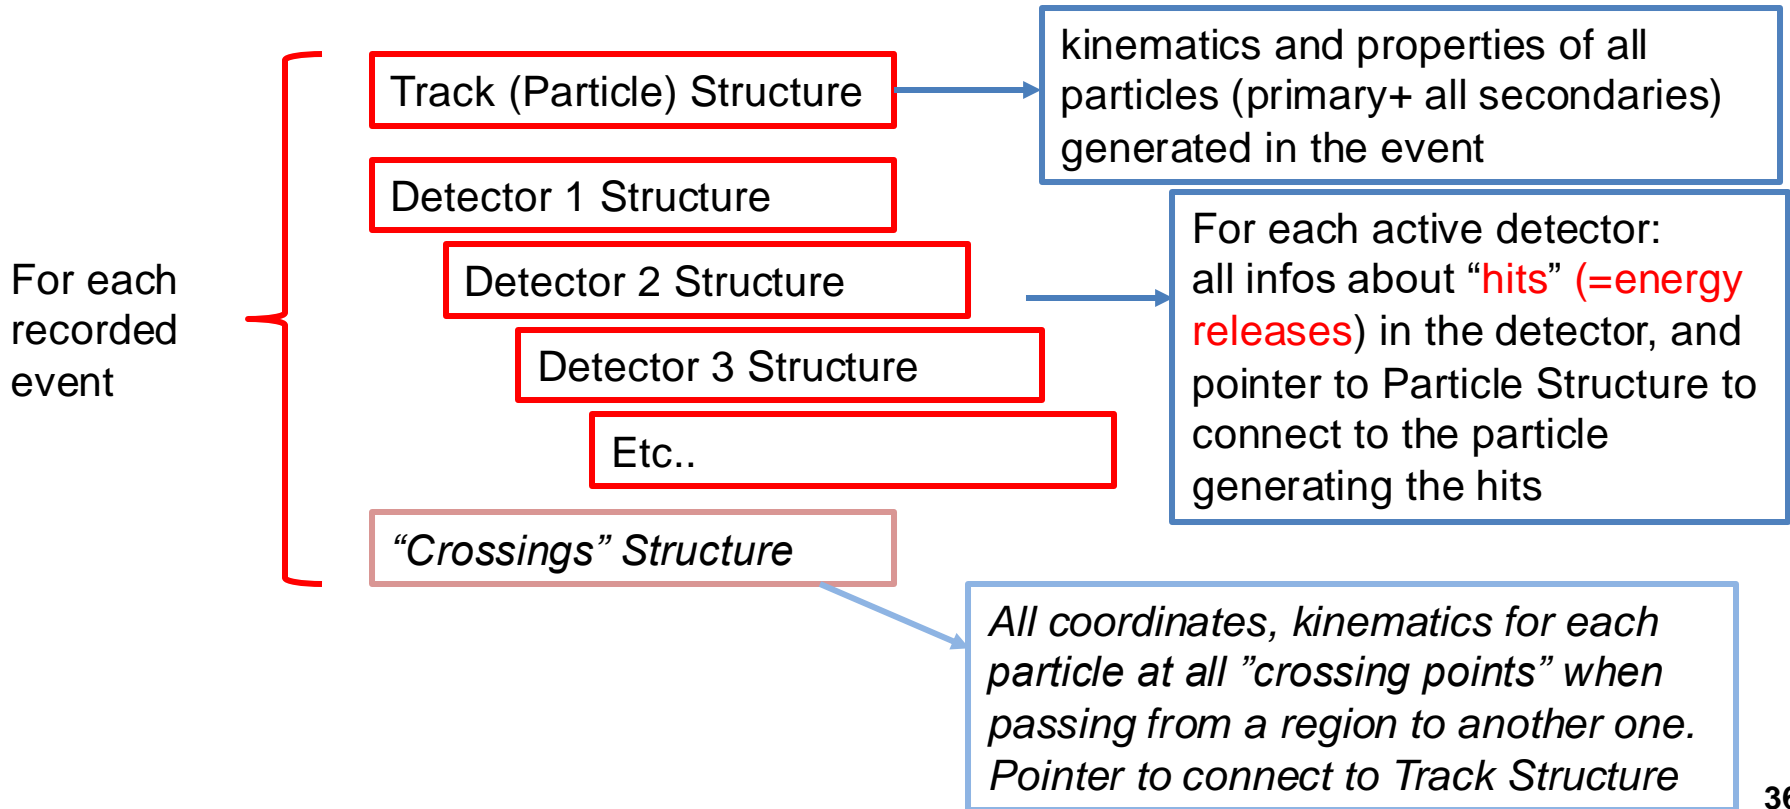 For each
recorded
event
Track (Particle) Structure
kinematics and properties of all
particles (primary+ all secondaries)
generated in the event
Detector 1 Structure
Detector 2 Structure
Detector 3 Structure
Etc..
For each active detector:
all infos about “hits” (=energy
releases) in the detector, and
pointer to Particle Structure to
connect to the particle
generating the hits
“Crossings” Structure
All coordinates, kinematics for each
particle at all ”crossing points” when
passing from a region to another one.
Pointer to connect to Track Structure